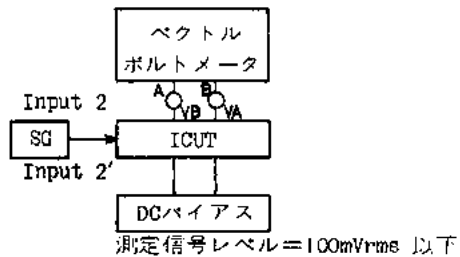 ベクトル
ボルトメータ
A B
VB VA
Input 2
SG
ICUT
Input 2′
DCバイアス
測定信号レベル＝100mVrms 以下